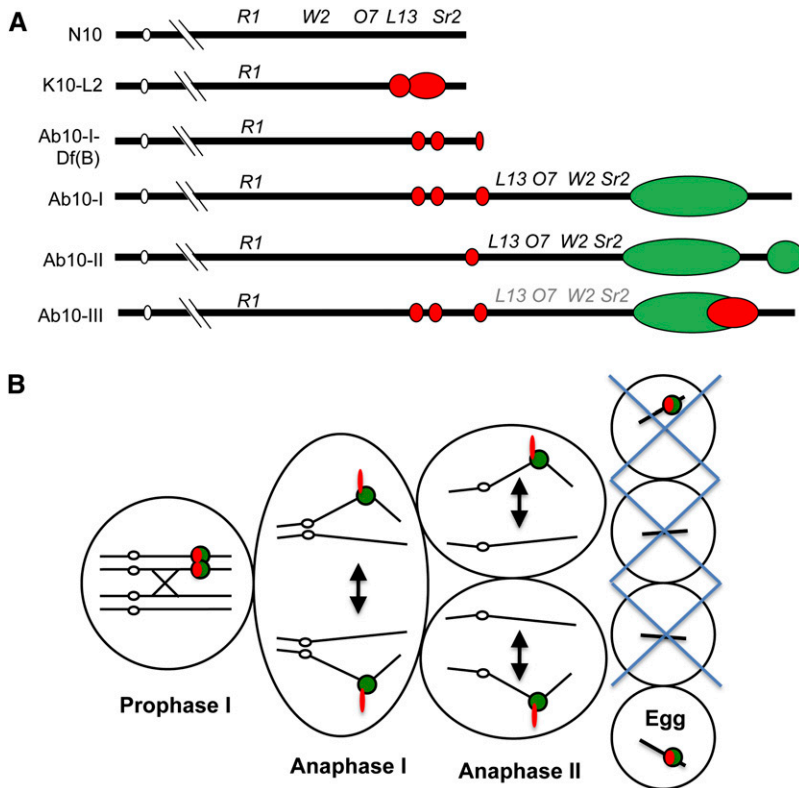 A
R1 W2 O7 L13 Sr2
N10
K10-L2 R1
Ab10-I-
Df(B)
R1
Ab10-I R1 L13 O7 W2 Sr2
Ab10-II R1 L13 O7 W2 Sr2
Ab10-III R1 L13 O7 W2 Sr2
B
Prophase I
Anaphase I
Anaphase II
Egg